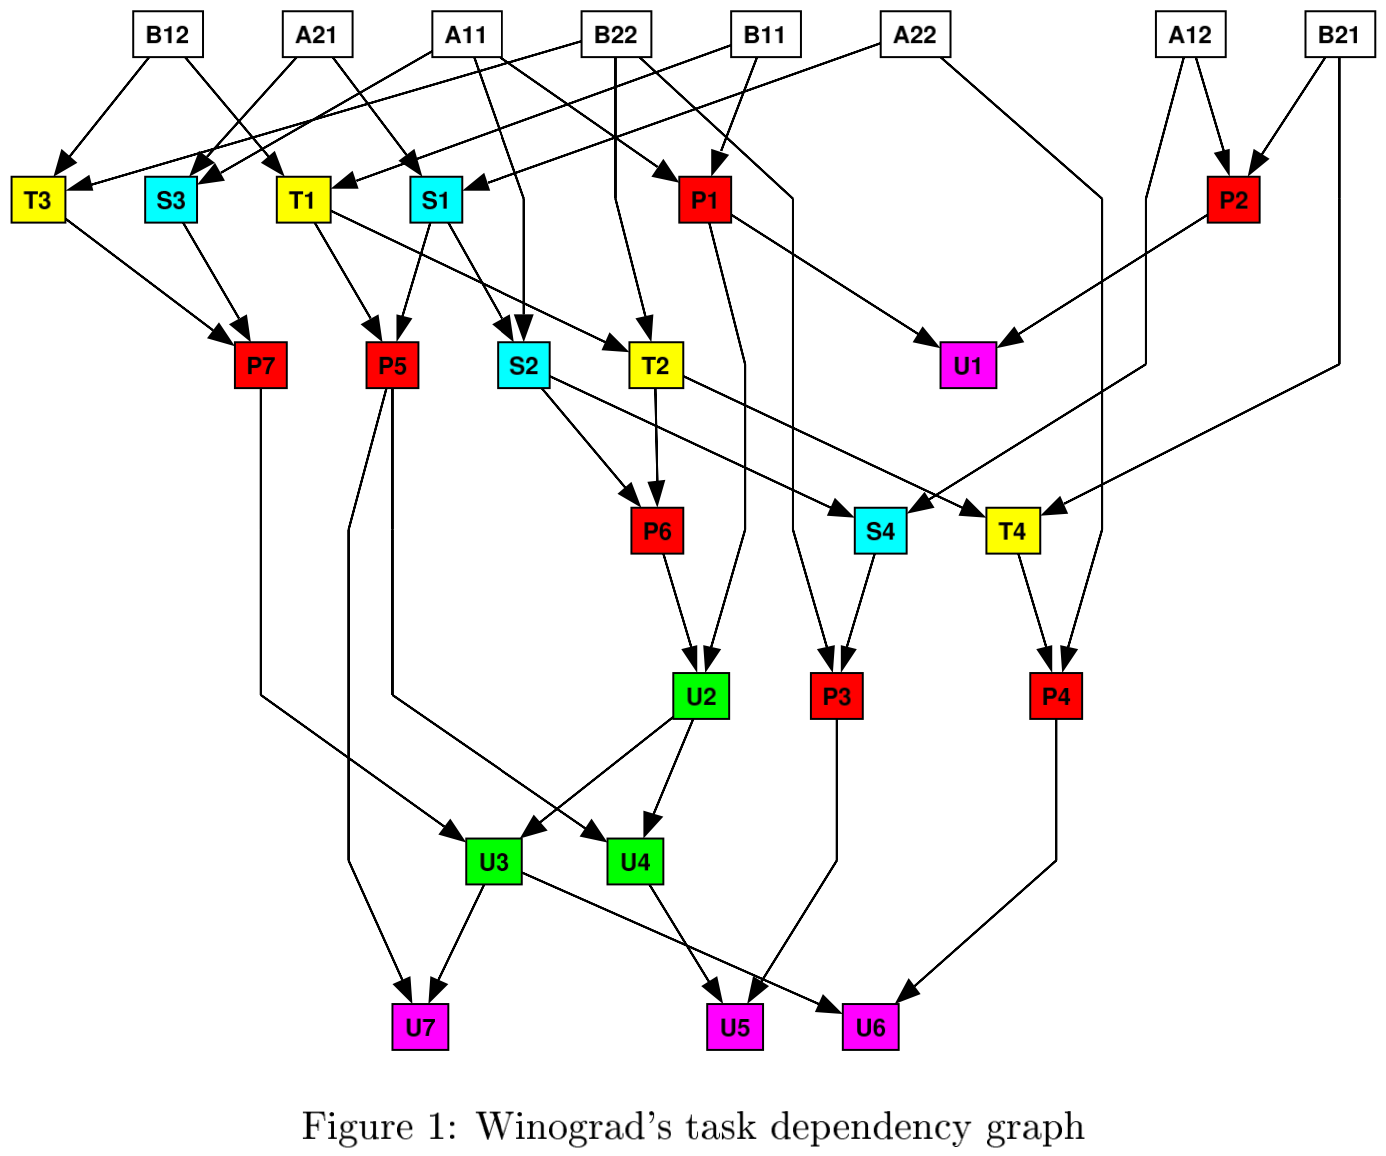 B12 A21 A11 B22 B11 A22 A12 B21
T3 S3 T1 S1 P1 P2
P7 P5 S2 T2 U1
P6 S4 T4
U2 P3 P4
U3 U4
U7 U5 U6
Figure 1: Winograd's task dependency graph